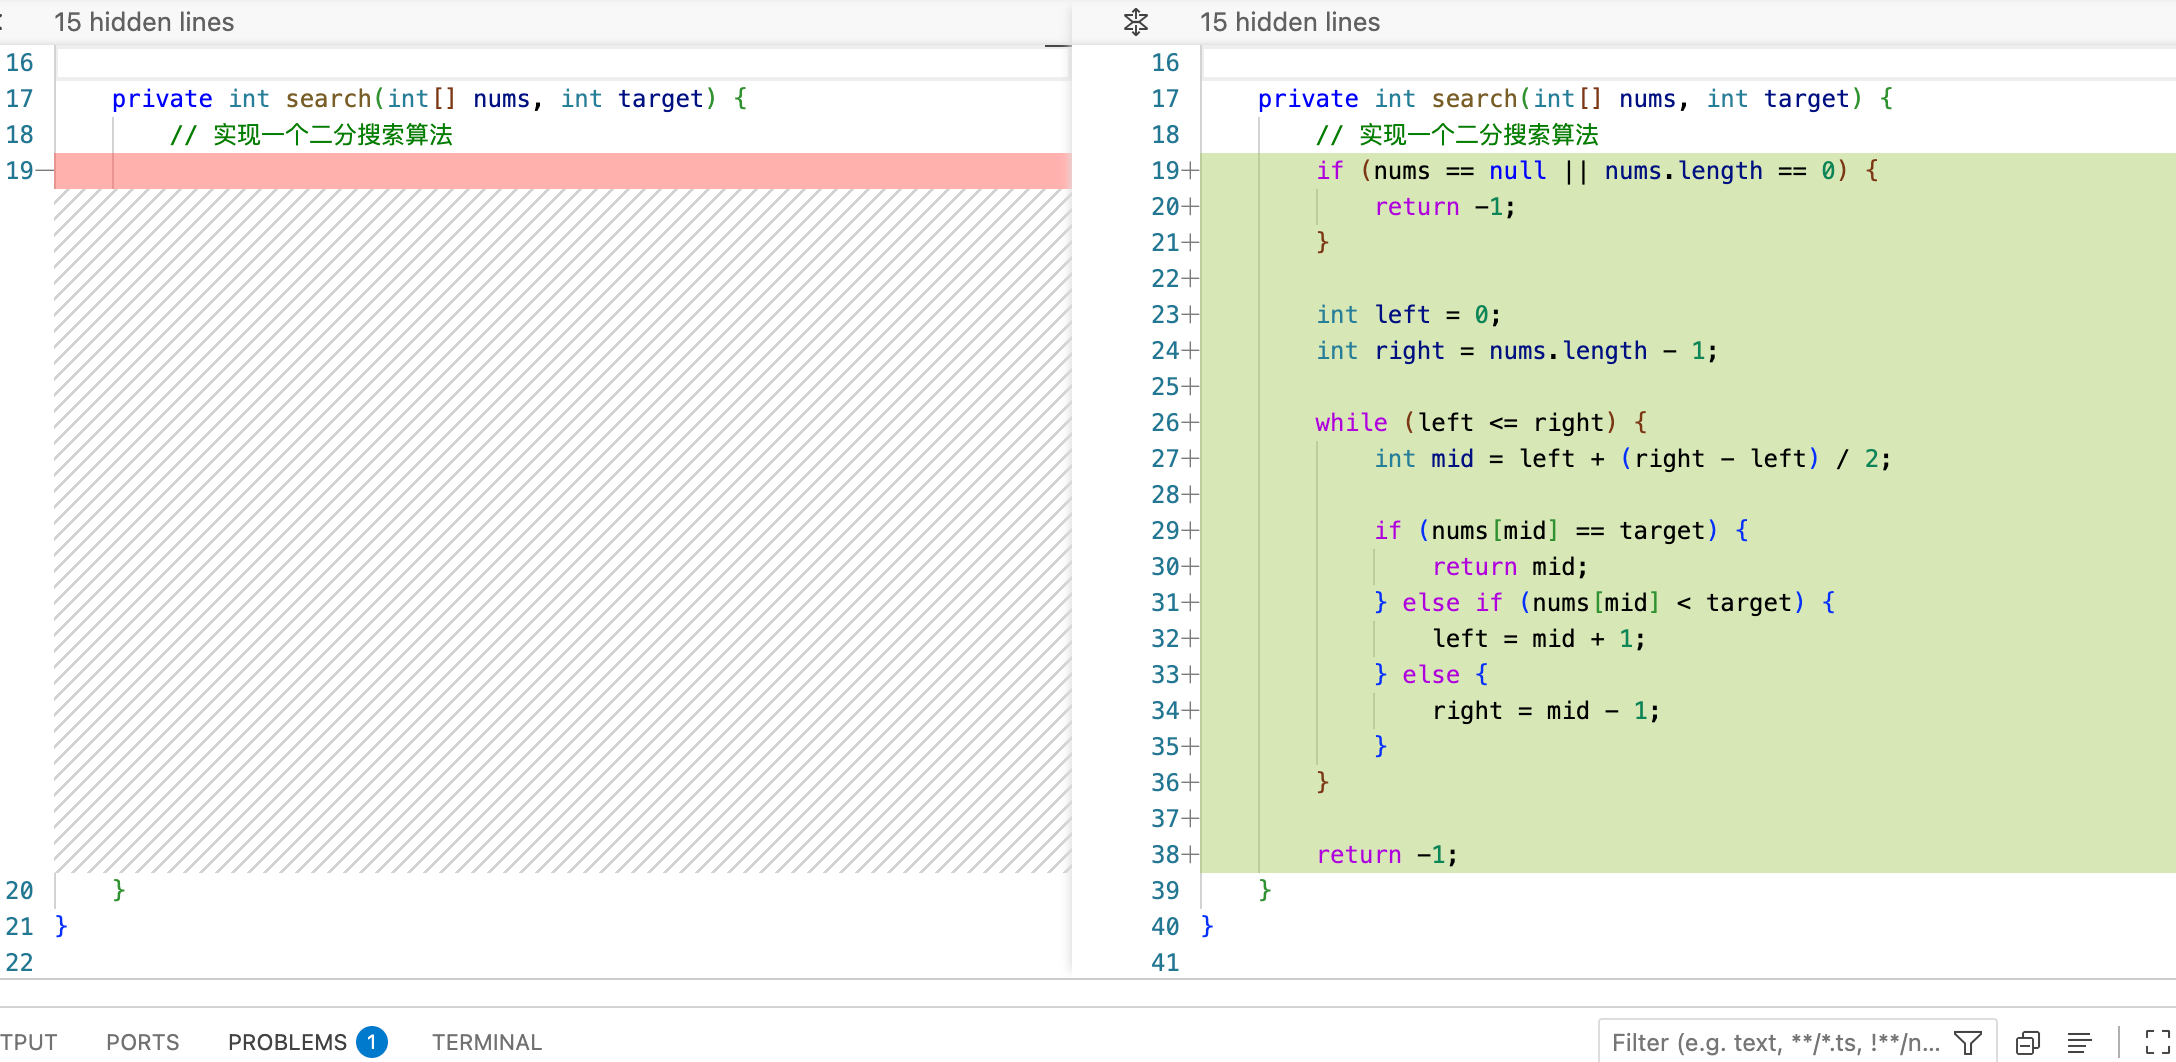 15 hidden lines
16
17 private int search(int[] nums, int target) {
18 // 实现一个二分搜索算法
19—
20 }
21 }
22
15 hidden lines
16
17 private int search(int[] nums, int target) {
18 // 实现一个二分搜索算法
19+ if (nums == null || nums.length == 0) {
20+ return -1;
21+ }
22+
23+ int left = 0;
24+ int right = nums.length - 1;
25+
26+ while (left <= right) {
27+ int mid = left + (right - left) / 2;
28+
29+ if (nums[mid] == target) {
30+ return mid;
31+ } else if (nums[mid] < target) {
32+ left = mid + 1;
33+ } else {
34+ right = mid - 1;
35+ }
36+ }
37+
38+ return -1;
39 }
40 }
41
TPUT PORTS PROBLEMS 1 TERMINAL Filter (e.g. text, **/*.ts, !**/n...